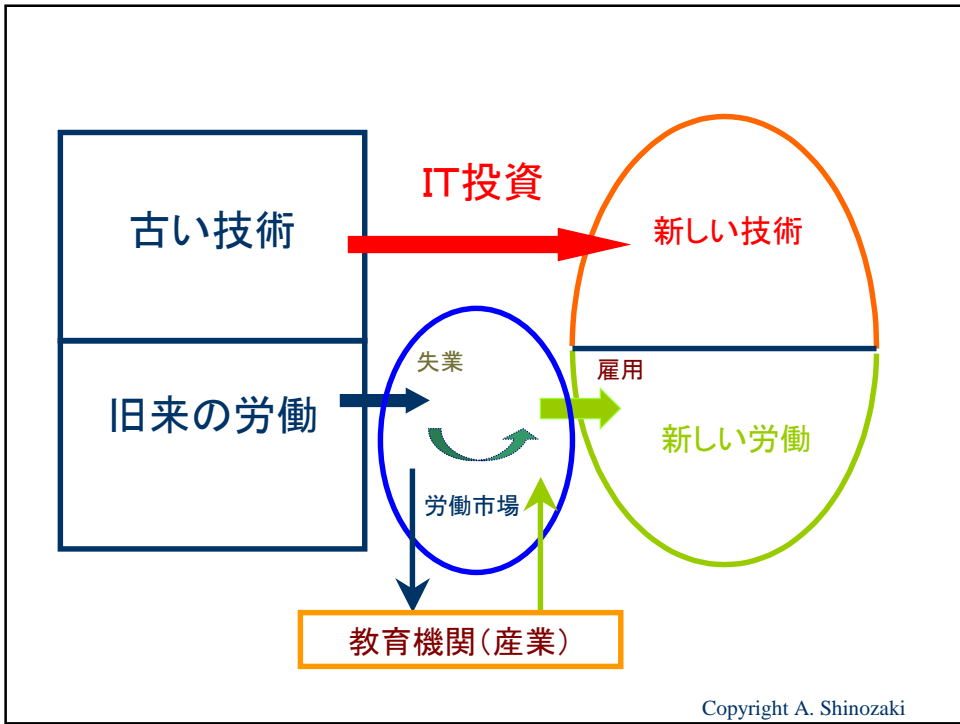 IT投資
古い技術
新しい技術
失業
雇用
旧来の労働
新しい労働
労働市場
教育機関(産業)
Copyright A. Shinozaki